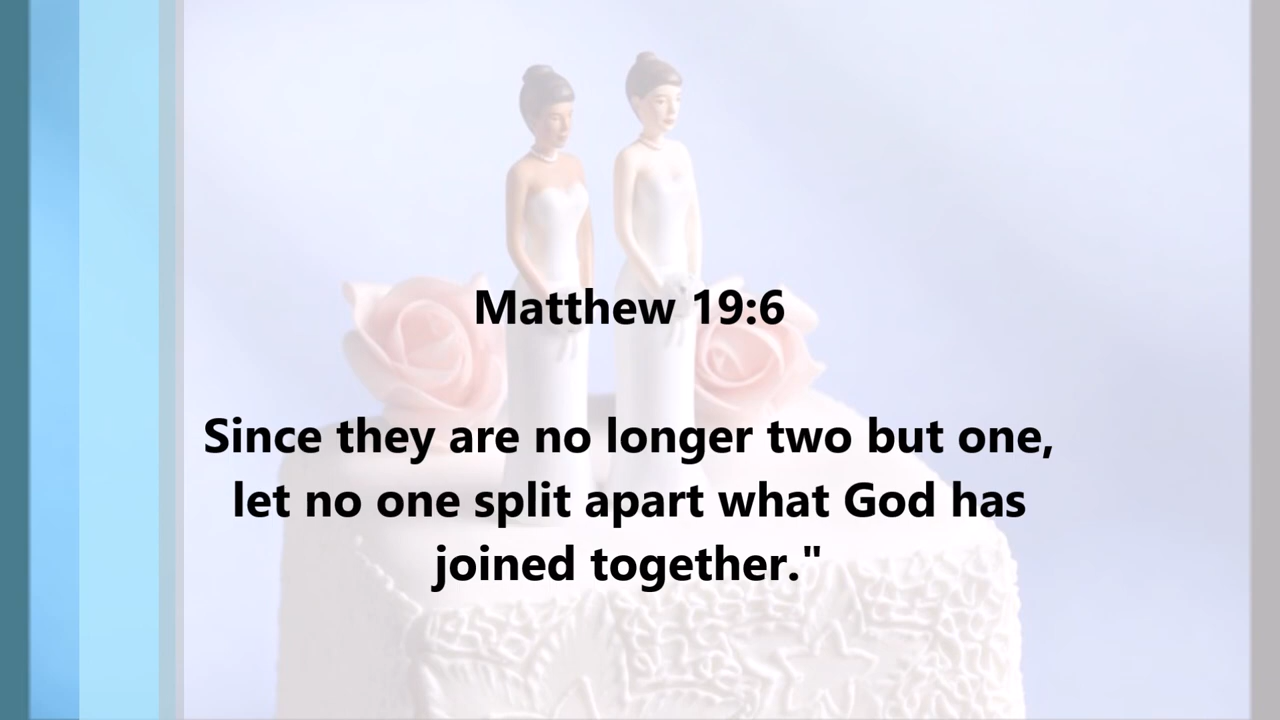 Matthew 19:6
Since they are no longer two but one,
let no one split apart what God has
joined together."